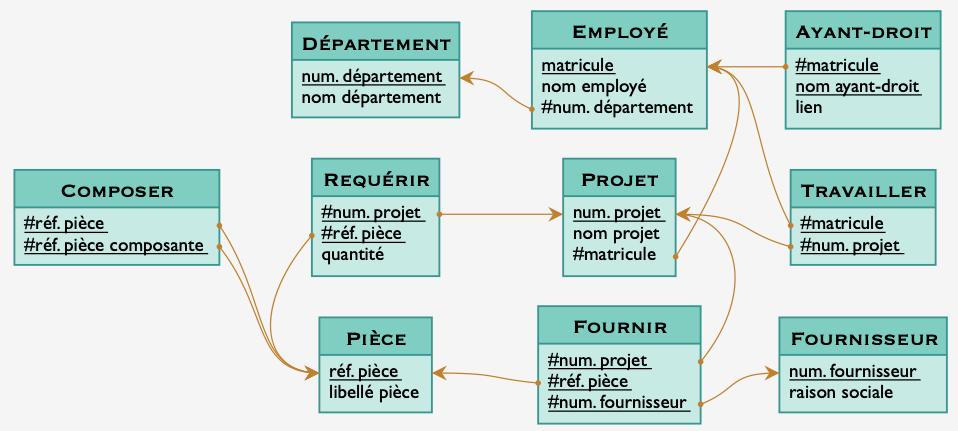 DÉPARTEMENT
num. département
nom département
EMPLOYÉ
matricule
nom employé
#num. département
AYANT-DROIT
#matricule
nom ayant-droit
lien
COMPOSER
#réf. pièce
#réf. pièce composante
REQUÉRIR
#num. projet
#réf. pièce
quantité
PROJET
num. projet
nom projet
#matricule
TRAVAILLER
#matricule
#num. projet
PIÈCE
réf. pièce
libellé pièce
FOURNIR
#num. projet
#réf. pièce
#num. fournisseur
FOURNISSEUR
num. fournisseur
raison sociale